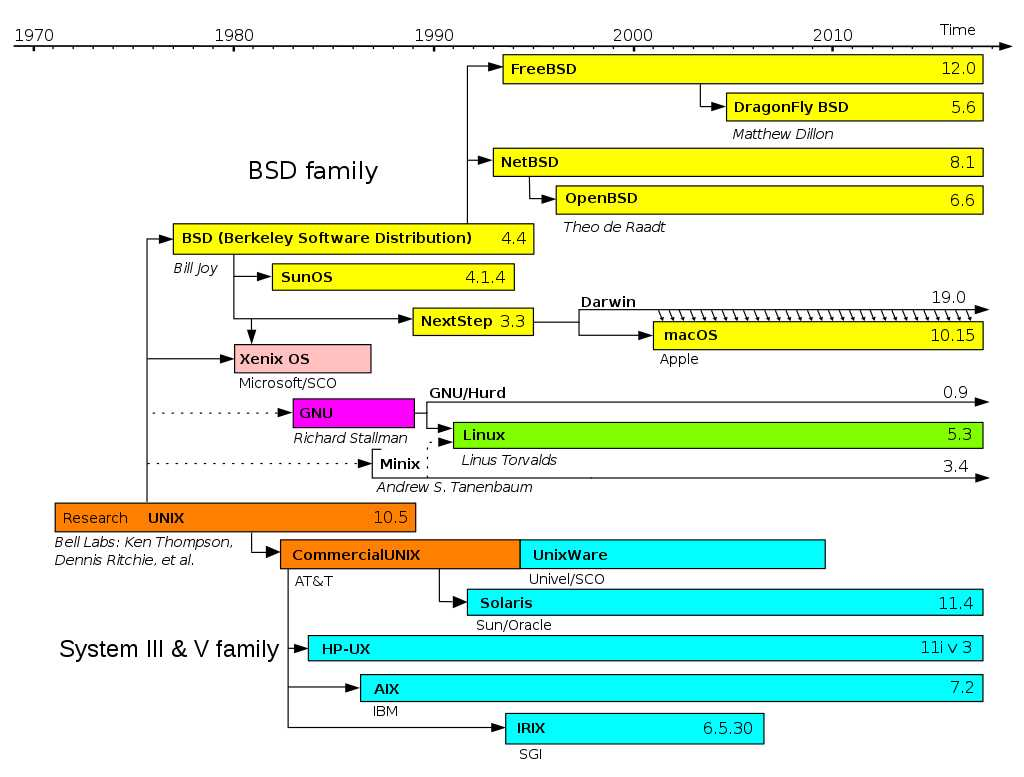 1970 1980 1990 2000 2010 Time
FreeBSD 12.0
DragonFly BSD 5.6
Matthew Dillon
BSD family
NetBSD 8.1
OpenBSD 6.6
Theo de Raadt
BSD (Berkeley Software Distribution) 4.4
Bill Joy
SunOS 4.1.4
Darwin 19.0
NextStep 3.3
macOS 10.15
Apple
Xenix OS
Microsoft/SCO
GNU/Hurd 0.9
GNU
Richard Stallman
Linux 5.3
Linus Torvalds
Minix 3.4
Andrew S. Tanenbaum
Research UNIX 10.5
Bell Labs: Ken Thompson,
Dennis Ritchie, et al.
CommercialUNIX
AT&T
UnixWare
Univel/SCO
Solaris 11.4
Sun/Oracle
System III & V family
HP-UX 11i v 3
AIX 7.2
IBM
IRIX 6.5.30
SGI